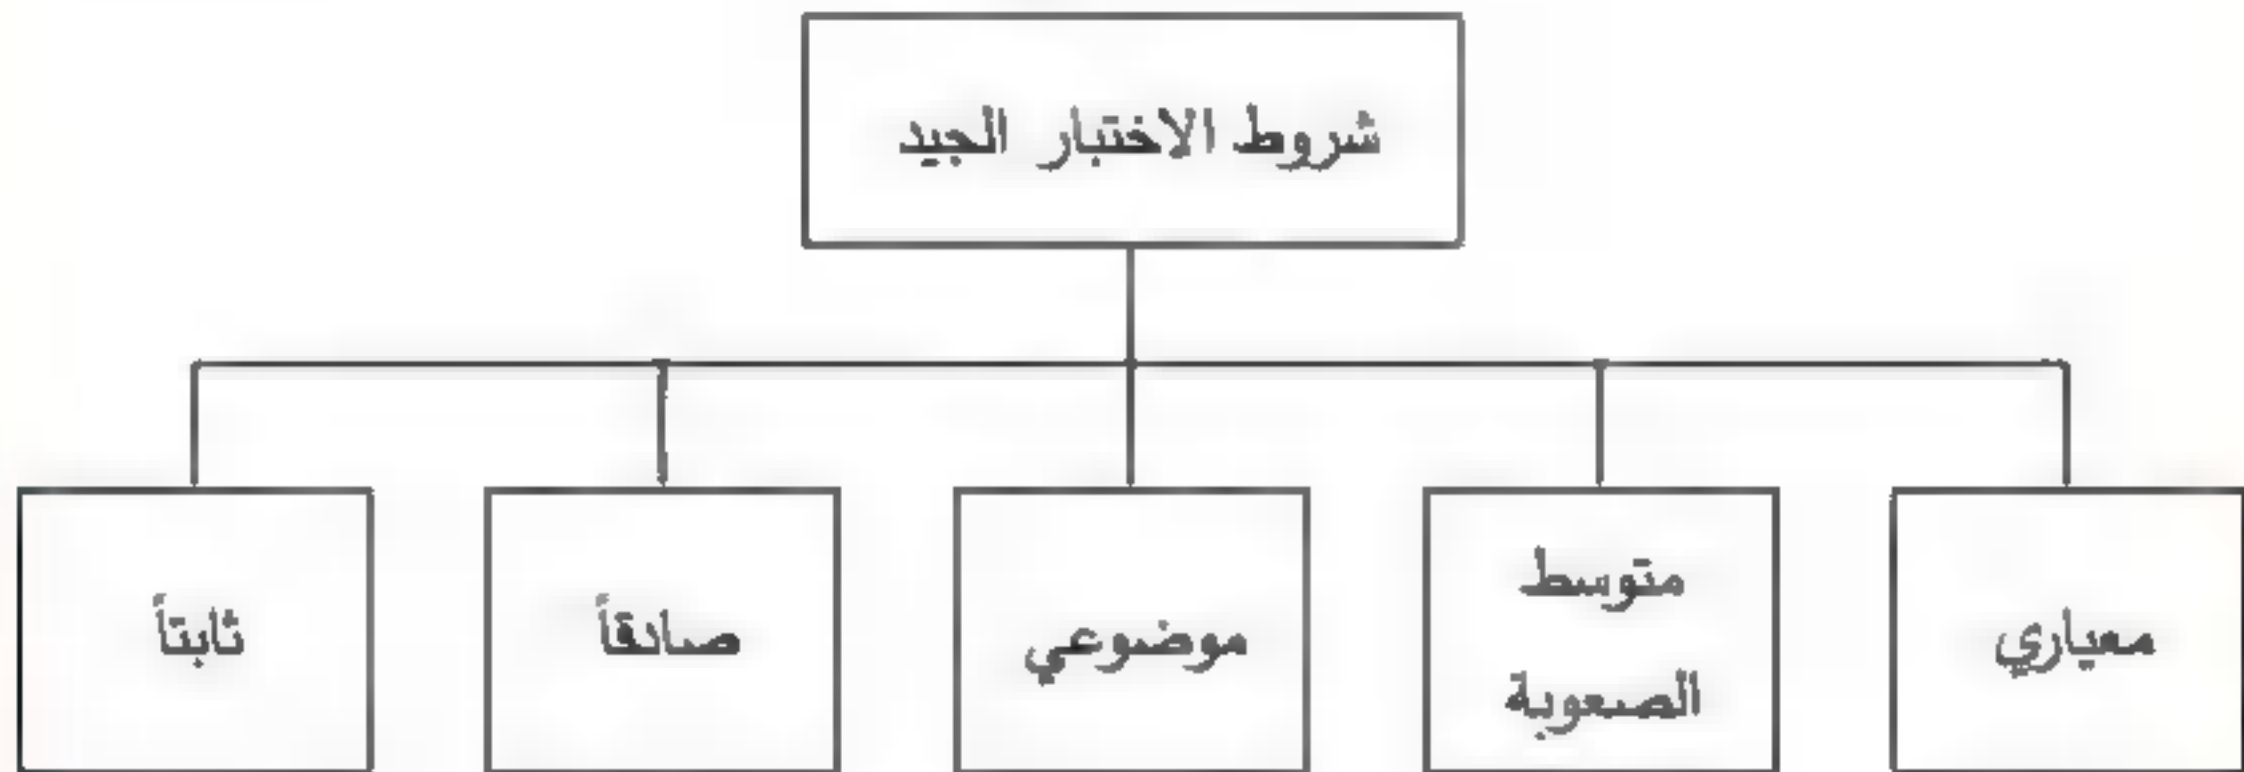 شروط الاختبار الجيد
معياري
متوسط
الصعوبة
موضوعي
صادقاً
ثابتاً